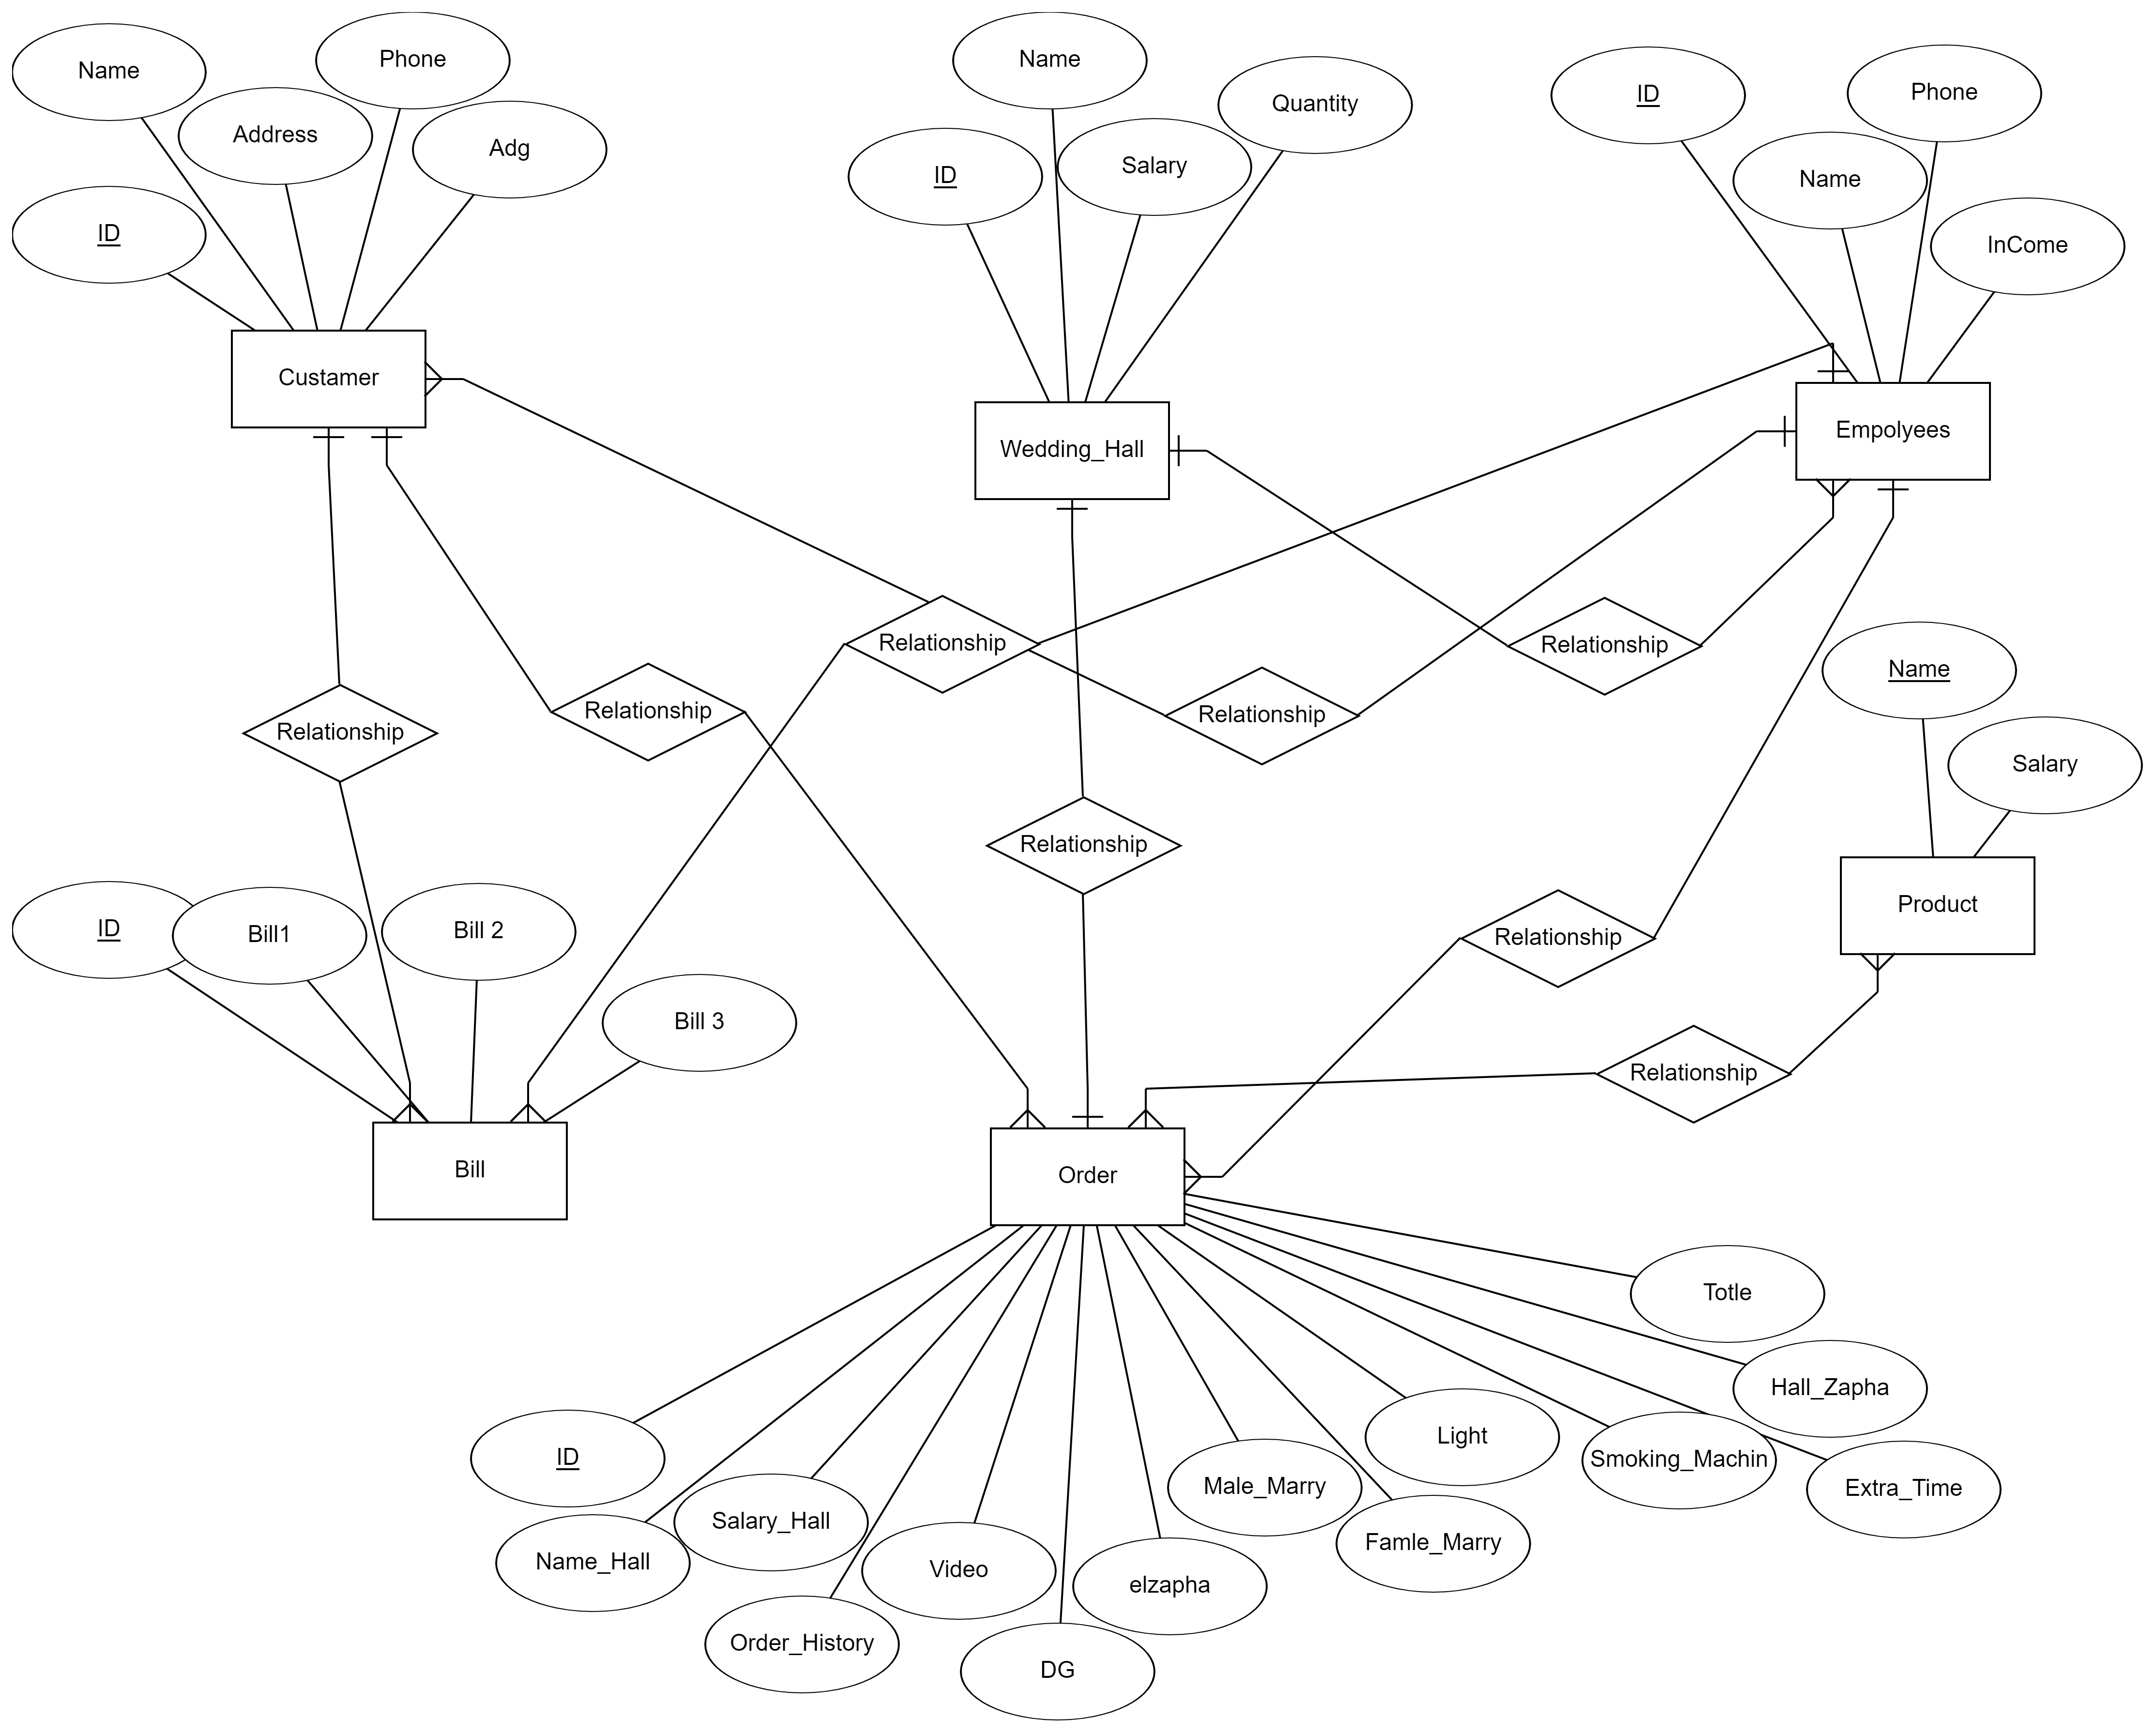 Name
Phone
Address
Adg
ID
Custamer
Name
Quantity
Salary
ID
Wedding_Hall
ID
Phone
Name
InCome
Empolyees
Relationship
Relationship
Relationship
Relationship
Relationship
Relationship
Relationship
Relationship
Name
Salary
Product
ID
Bill1
Bill 2
Bill 3
Bill
Order
Totle
Hall_Zapha
Light
Smoking_Machin
Extra_Time
ID
Male_Marry
Famle_Marry
Salary_Hall
Name_Hall
Video
elzapha
Order_History
DG